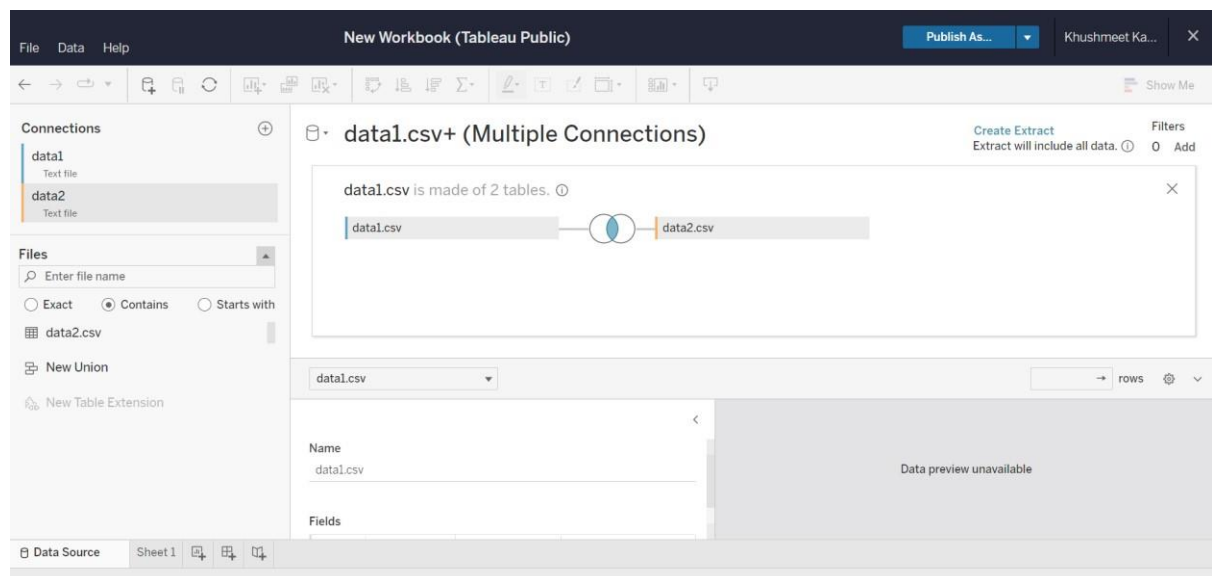 New Workbook (Tableau Public)
Publish As...
Khushmeet Ka...
File Data Help
Show Me
Connections
data1
Text file
data2
Text file
Files
Enter file name
Exact Contains Starts with
data2.csv
New Union
New Table Extension
data1.csv+ (Multiple Connections)
Create Extract
Extract will include all data.
Filters
0 Add
data1.csv is made of 2 tables.
data1.csv data2.csv
data1.csv
rows
Name
data1.csv
Fields
Data preview unavailable
Data Source Sheet 1